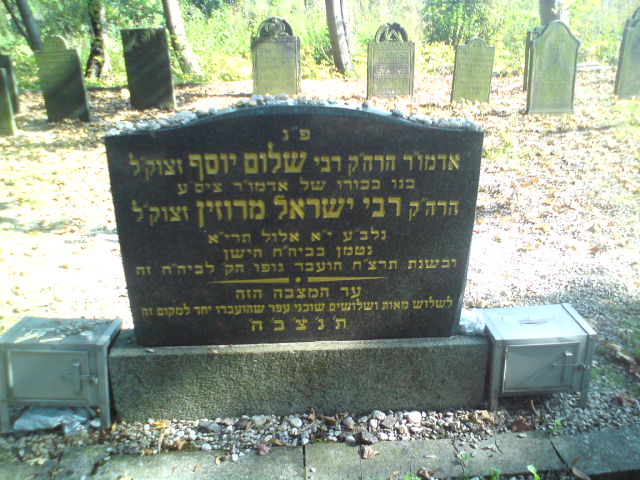 פ״נ
אדמו״ר הרה״ק רבי שלום יוסף זצוק״ל
בנו בכורו של אדמו״ר ציס״ע
הרה״ק רבי ישראל מרוזין זצוק״ל
נלב״ע י״א אלול תרי״א
נטמן בביה״ח הישן
ובשנת תרצ״ח הועבר גופו הק׳ לביה״ח זה
עד המצבה הזה
לשלוש מאות ושלושים שוכני עפר שהועברו יחד למקום זה
ת׳נ׳צ׳ב׳ה׳